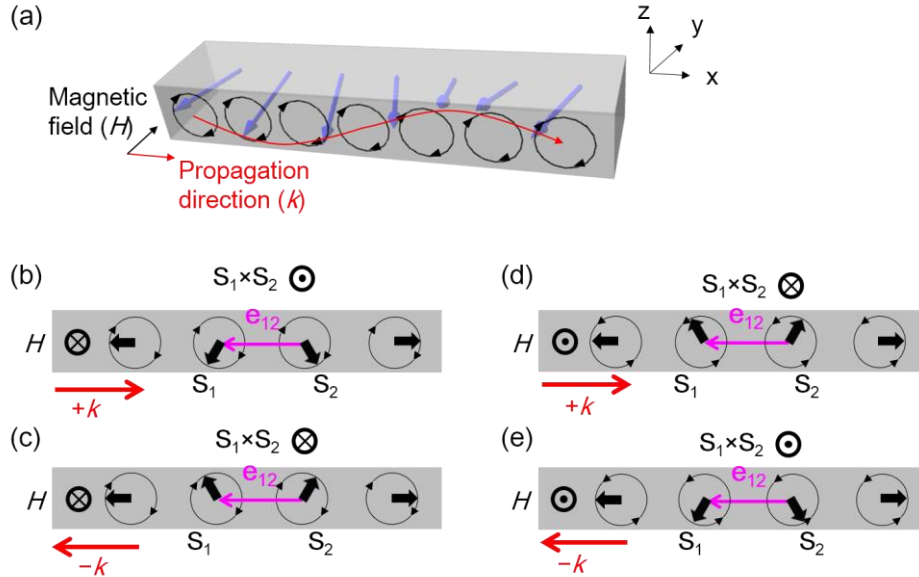 (a)
z
y
x
Magnetic
field (H)
Propagation
direction (k)
(b)
S₁×S₂ ⊙
H ⊗
e₁₂
S₁ S₂
+k
(c)
S₁×S₂ ⊗
H ⊗
e₁₂
S₁ S₂
−k
(d)
S₁×S₂ ⊗
H ⊙
e₁₂
S₁ S₂
+k
(e)
S₁×S₂ ⊙
H ⊙
e₁₂
S₁ S₂
−k